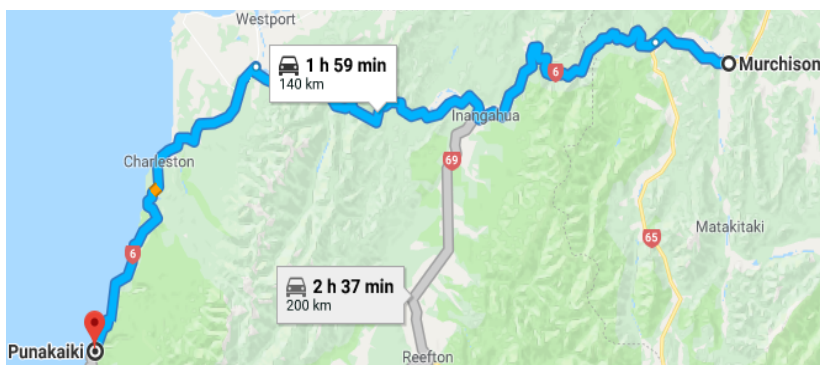 Westport
1 h 59 min
140 km
6
Murchison
Inangahua
Charleston
69
6
65
Matakitaki
2 h 37 min
200 km
Punakaiki
Reefton